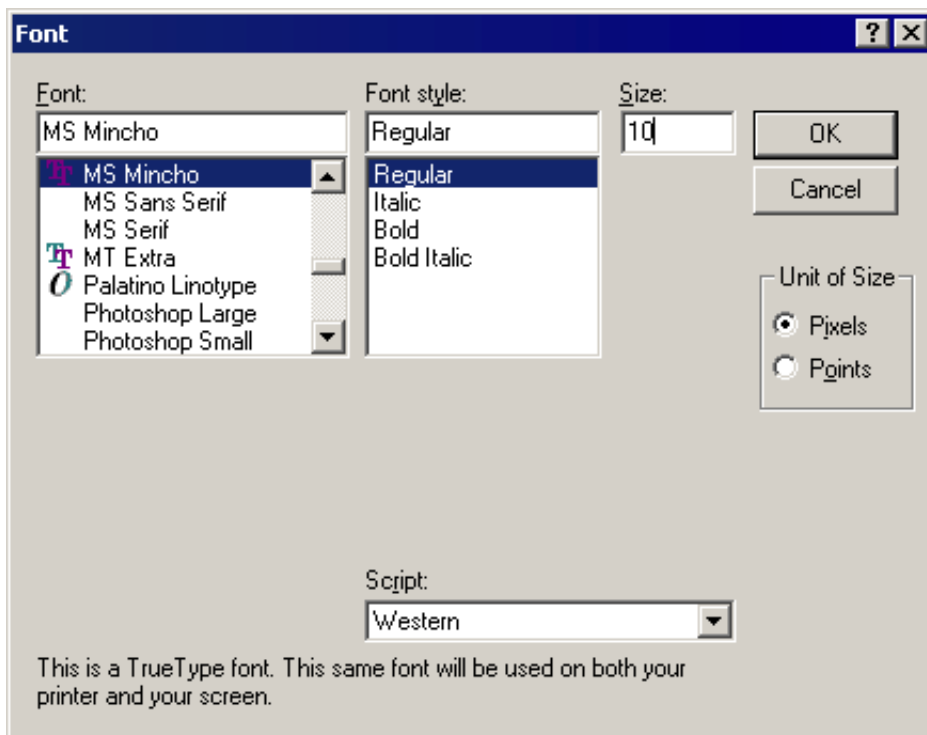 Font
Font:
MS Mincho
MS Mincho
MS Sans Serif
MS Serif
MT Extra
Palatino Linotype
Photoshop Large
Photoshop Small
Font style:
Regular
Regular
Italic
Bold
Bold Italic
Size:
10
OK
Cancel
Unit of Size
Pixels
Points
Script:
Western
This is a TrueType font. This same font will be used on both your
printer and your screen.